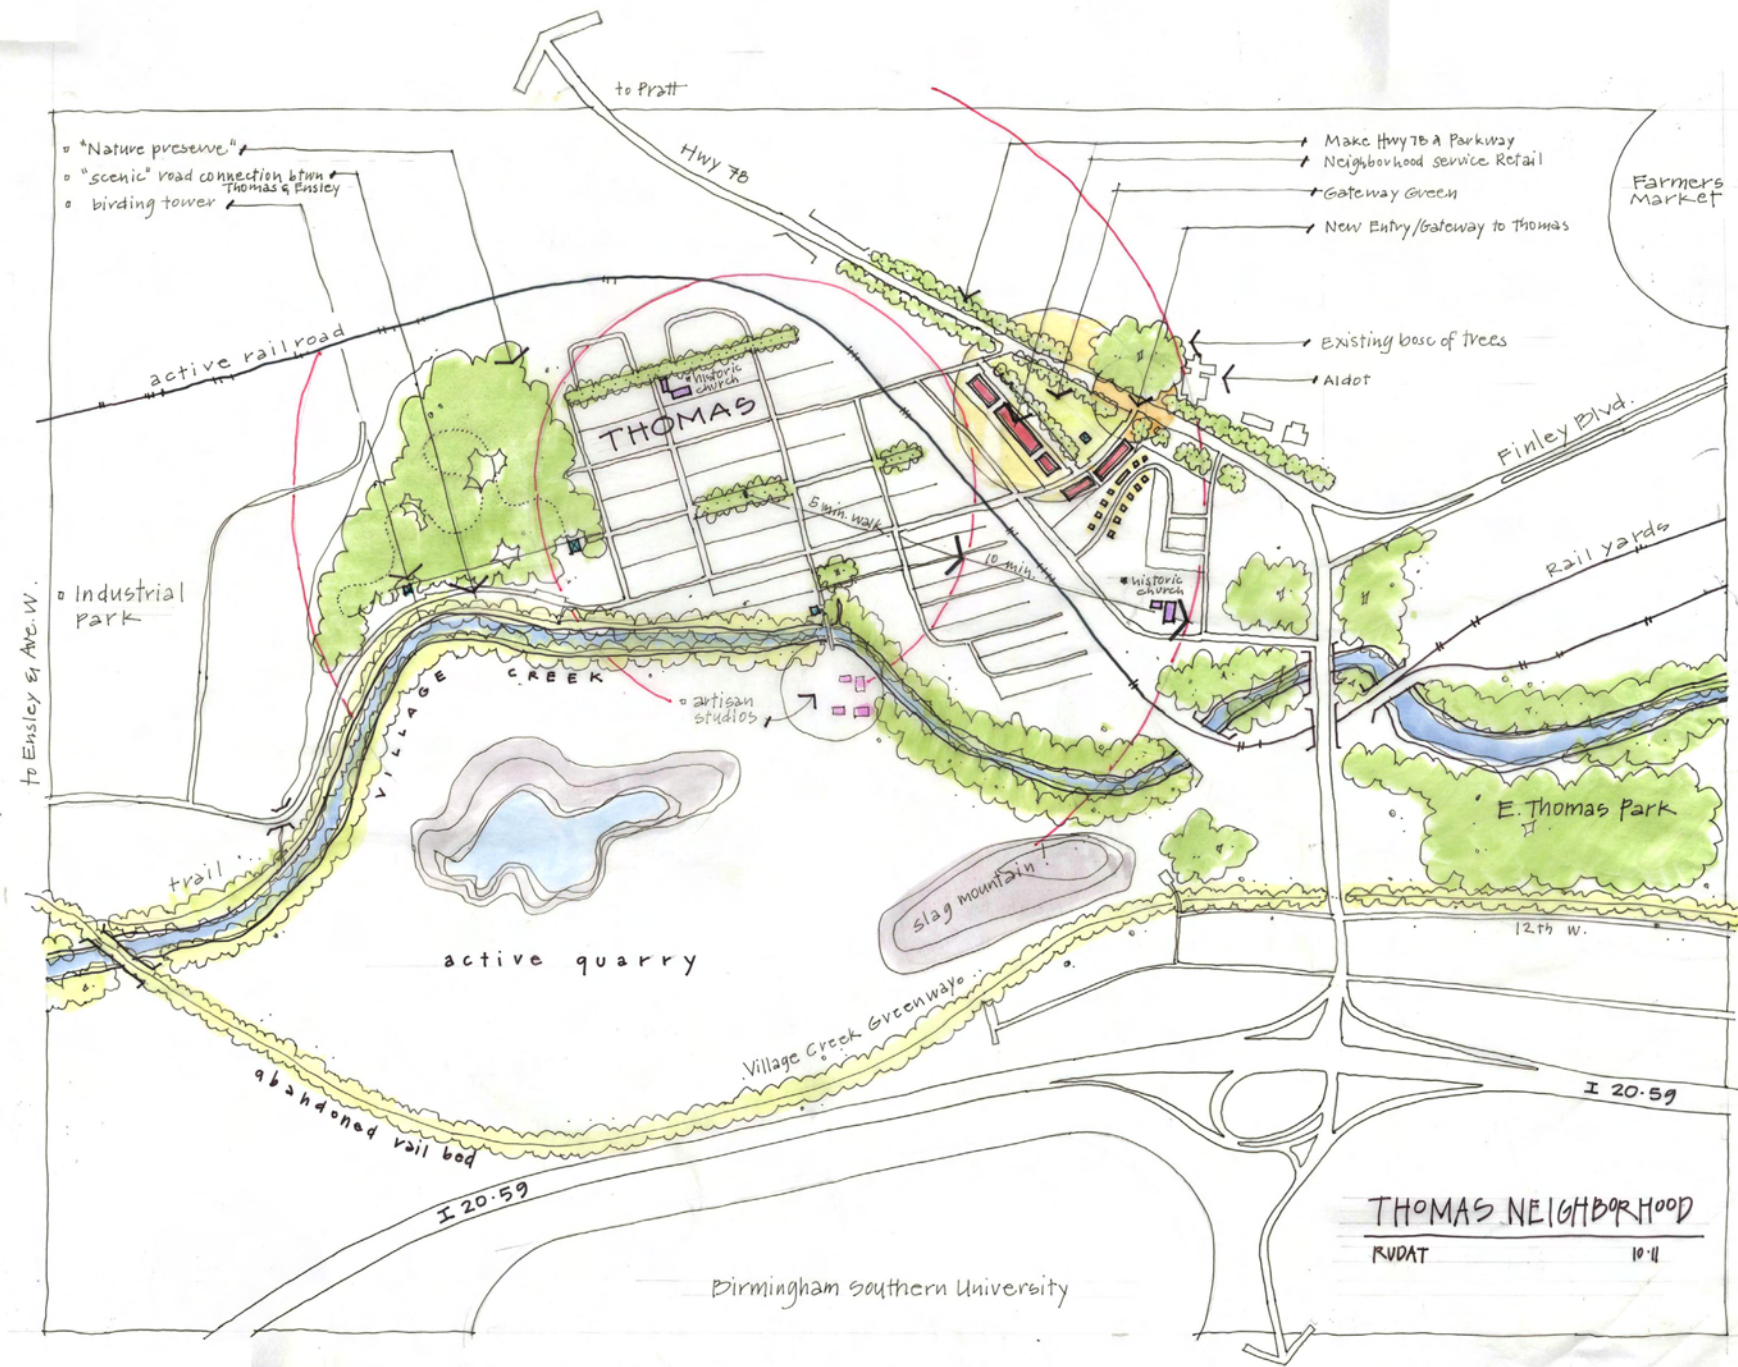 to Pratt
Hwy 78
"Nature preserve"
"scenic" road connection btwn
Thomas & Ensley
birding tower
Make Hwy 78 a Parkway
Neighborhood service Retail
Gateway Green
New Entry/Gateway to Thomas
Farmers
Market
active railroad
historic
church
THOMAS
Existing bosc of trees
Aldot
Finley Blvd.
5 min. walk
10 min.
Rail yards
historic
church
Industrial
Park
to Ensley & Ave. W.
VILLAGE CREEK
artisan
studios
E. Thomas Park
trail
slag mountain!
active quarry
12th W.
Village Creek Greenway
abandoned rail bed
I 20·59
I 20·59
THOMAS NEIGHBORHOOD
RUDAT 10·11
Birmingham Southern University